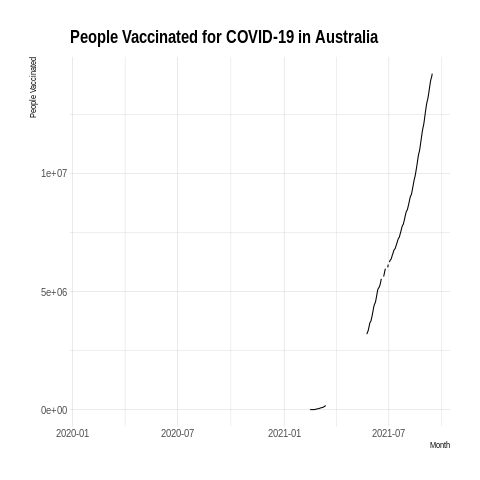 People Vaccinated for COVID-19 in Australia
People Vaccinated
1e+07
5e+06
0e+00
2020-01
2020-07
2021-01
2021-07
Month